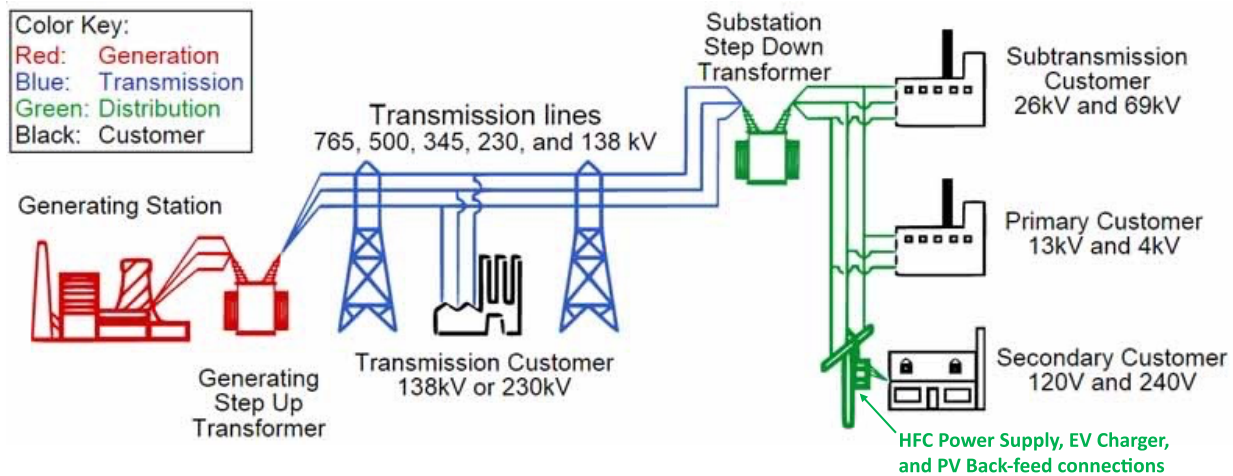 Color Key:
Red: Generation
Blue: Transmission
Green: Distribution
Black: Customer
Substation
Step Down
Transformer
Subtransmission
Customer
26kV and 69kV
Transmission lines
765, 500, 345, 230, and 138 kV
Generating Station
Primary Customer
13kV and 4kV
Generating
Step Up
Transformer
Transmission Customer
138kV or 230kV
Secondary Customer
120V and 240V
HFC Power Supply, EV Charger,
and PV Back-feed connections